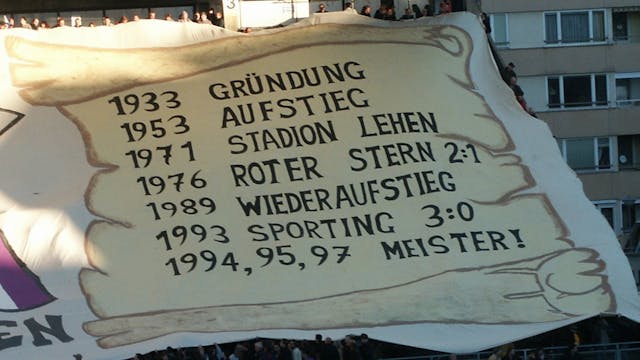 1933 GRÜNDUNG
1953 AUFSTIEG
1971 STADION LEHEN
1976 ROTER STERN 2:1
1989 WIEDERAUFSTIEG
1993 SPORTING 3:0
1994, 95, 97 MEISTER!